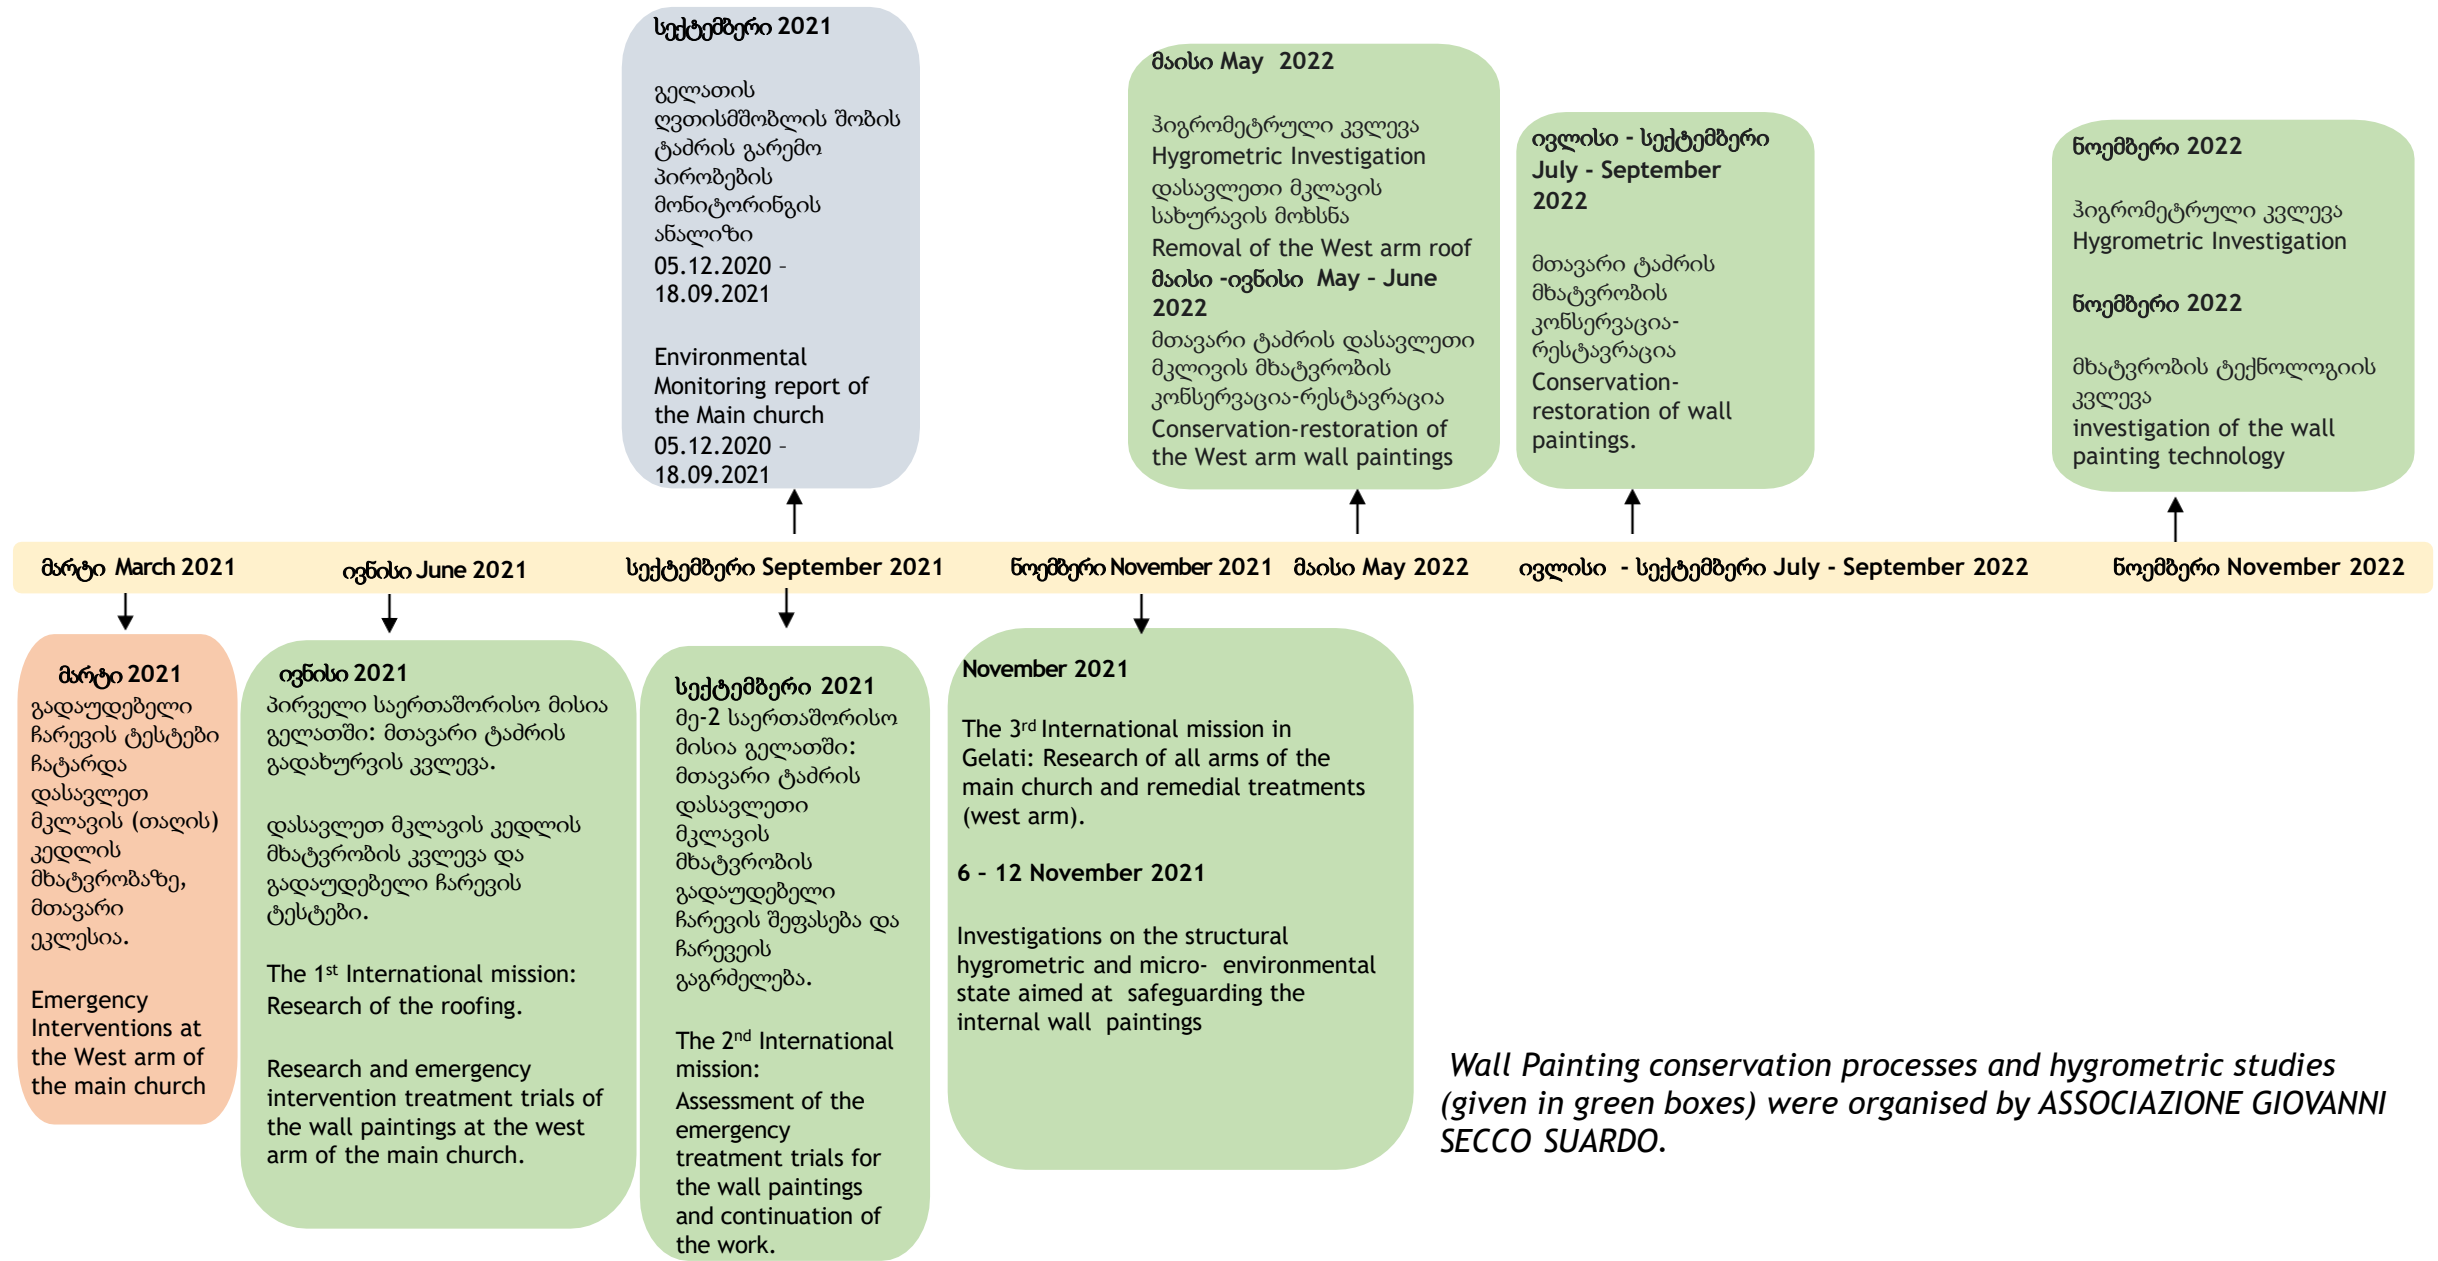 სექტემბერი 2021
გელათის
ღვთისმშობლის შობის
ტაძრის გარემო
პირობების
მონიტორინგის
ანალიზი
05.12.2020 –
18.09.2021
Environmental
Monitoring report of
the Main church
05.12.2020 –
18.09.2021
მაისი May 2022
ჰიგრომეტრული კვლევა
Hygrometric Investigation
დასავლეთი მკლავის
სახურავის მოხსნა
Removal of the West arm roof
მაისი -ივნისი May – June
2022
მთავარი ტაძრის დასავლეთი
მკლივის მხატვრობის
კონსერვაცია-რესტავრაცია
Conservation-restoration of
the West arm wall paintings
ივლისი - სექტემბერი
July - September
2022
მთავარი ტაძრის
მხატვრობის
კონსერვაცია-
რესტავრაცია
Conservation-
restoration of wall
paintings.
ნოემბერი 2022
ჰიგრომეტრული კვლევა
Hygrometric Investigation
ნოემბერი 2022
მხატვრობის ტექნოლოგიის
კვლევა
investigation of the wall
painting technology
მარტი March 2021 ივნისი June 2021 სექტემბერი September 2021 ნოემბერი November 2021 მაისი May 2022 ივლისი - სექტემბერი July - September 2022 ნოემბერი November 2022
მარტი 2021
გადაუდებელი
ჩარევის ტესტები
ჩატარდა
დასავლეთ
მკლავის (თაღის)
კედლის
მხატვრობაზე,
მთავარი
ეკლესია.
Emergency
Interventions at
the West arm of
the main church
ივნისი 2021
პირველი საერთაშორისო მისია
გელათში: მთავარი ტაძრის
გადახურვის კვლევა.
დასავლეთ მკლავის კედლის
მხატვრობის კვლევა და
გადაუდებელი ჩარევის
ტესტები.
The 1st International mission:
Research of the roofing.
Research and emergency
intervention treatment trials of
the wall paintings at the west
arm of the main church.
სექტემბერი 2021
მე-2 საერთაშორისო
მისია გელათში:
მთავარი ტაძრის
დასავლეთი
მკლავის
მხატვრობის
გადაუდებელი
ჩარევის შეფასება და
ჩარევეის
გაგრძელება.
The 2nd International
mission:
Assessment of the
emergency
treatment trials for
the wall paintings
and continuation of
the work.
November 2021
The 3rd International mission in
Gelati: Research of all arms of the
main church and remedial treatments
(west arm).
6 – 12 November 2021
Investigations on the structural
hygrometric and micro- environmental
state aimed at safeguarding the
internal wall paintings
Wall Painting conservation processes and hygrometric studies
(given in green boxes) were organised by ASSOCIAZIONE GIOVANNI
SECCO SUARDO.